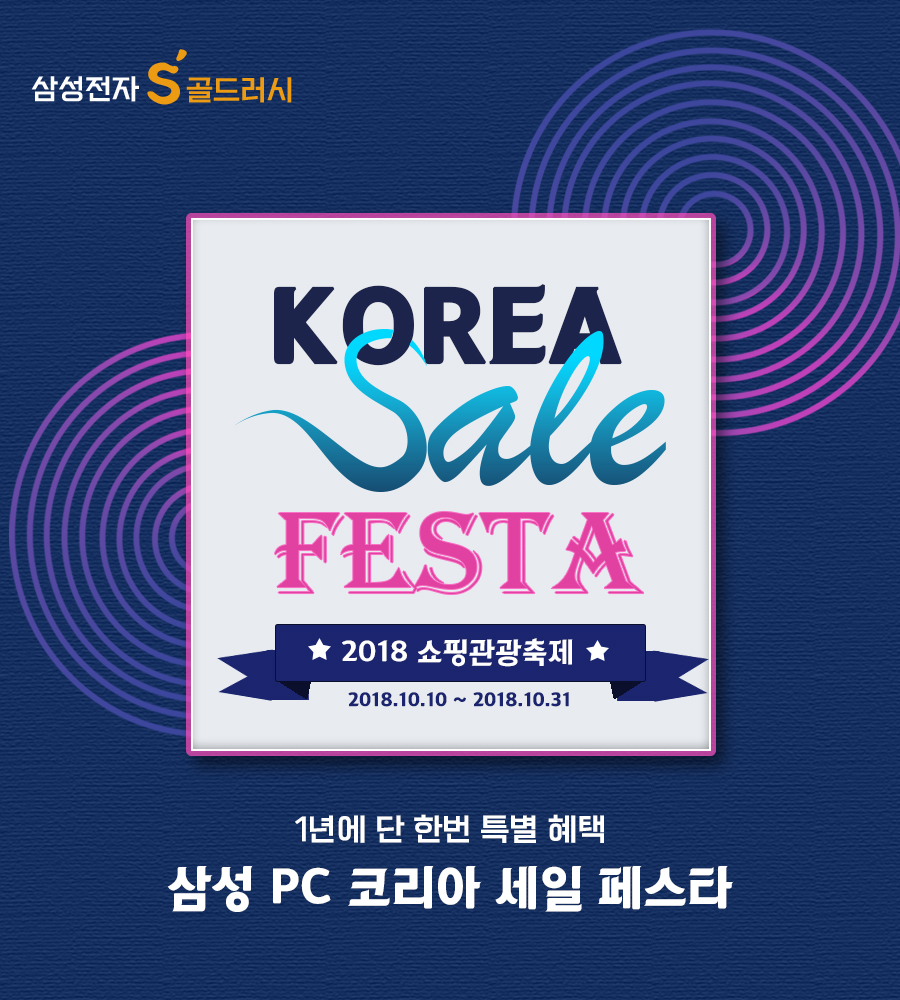 삼성전자 S 골드러시
KOREA
Sale
FESTA
★ 2018 쇼핑관광축제 ★
2018.10.10 ~ 2018.10.31
1년에 단 한번 특별 혜택
삼성 PC 코리아 세일 페스타